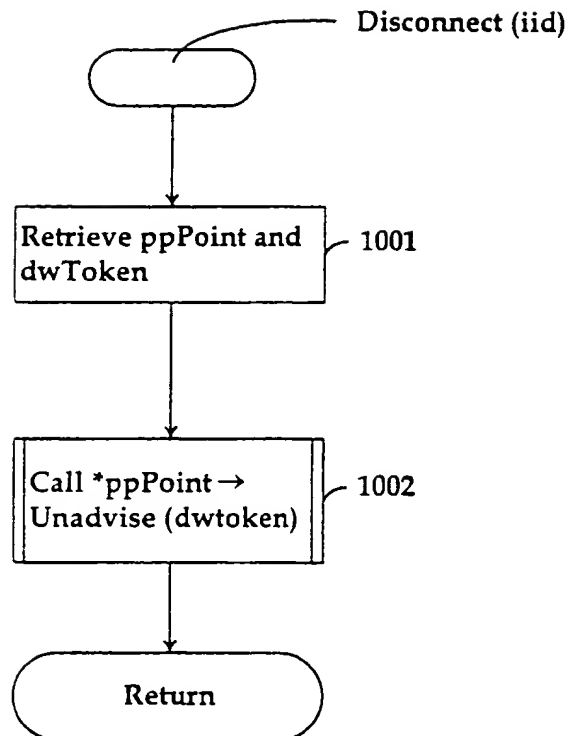 Disconnect (iid)
Retrieve ppPoint and
dwToken
1001
Call *ppPoint→
Unadvise (dwtoken)
1002
Return